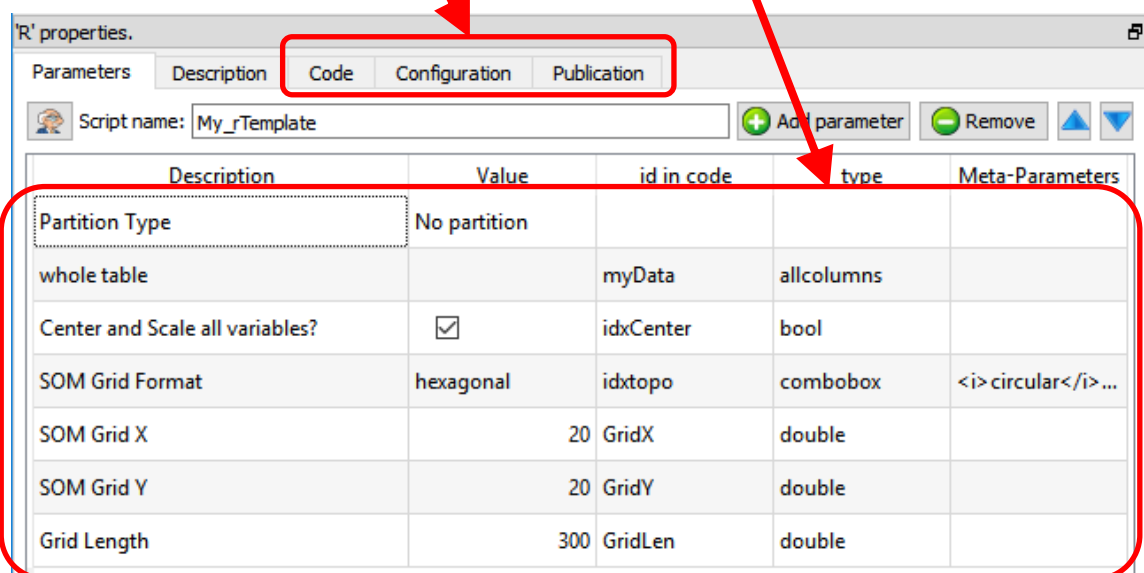 'R' properties.
Parameters Description Code Configuration Publication
Script name: My_rTemplate Add parameter Remove
Description Value id in code type Meta-Parameters
Partition Type No partition
whole table myData allcolumns
Center and Scale all variables? idxCenter bool
SOM Grid Format hexagonal idxtopo combobox <i>circular</i>...
SOM Grid X 20 GridX double
SOM Grid Y 20 GridY double
Grid Length 300 GridLen double